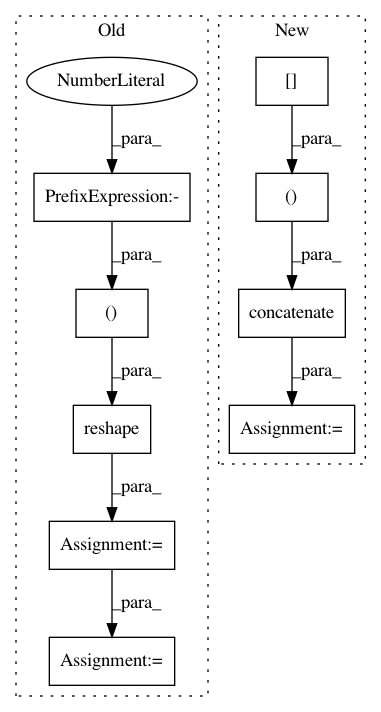 Old
NumberLiteral
_para_
PrefixExpression:-
_para_
()
_para_
reshape
_para_
Assignment:=
_para_
Assignment:=
New
[]
_para_
()
_para_
concatenate
_para_
Assignment:=